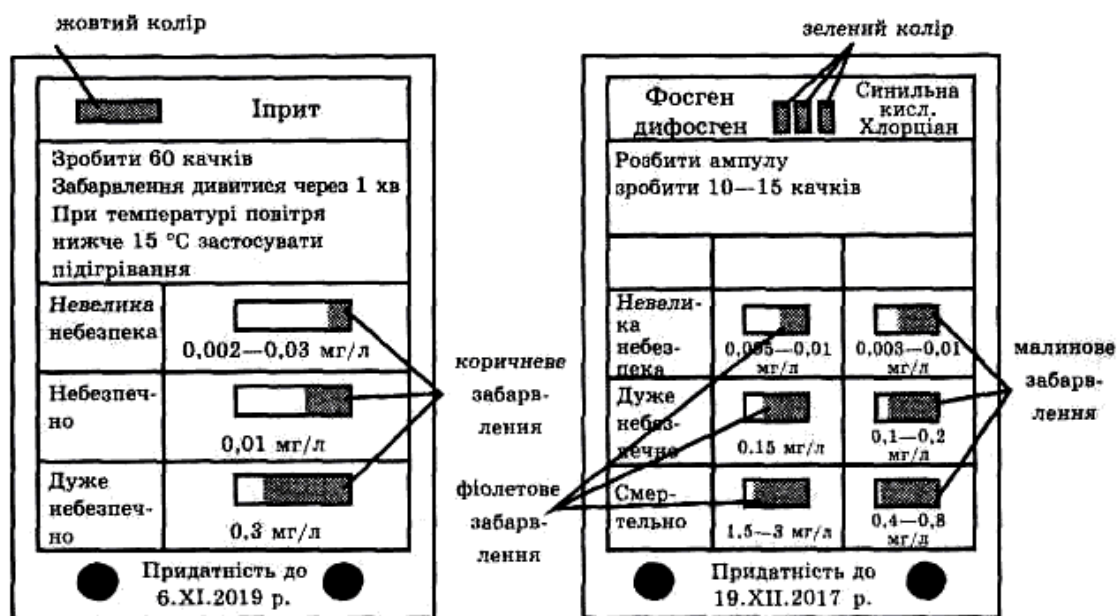 жовтий колір
Іприт
Зробити 60 качків
Забарвлення дивитися через 1 хв
При температурі повітря
нижче 15 °С застосувати
підігрівання
Невелика
небезпека
0,002—0,03 мг/л
Небезпеч-
но
0,01 мг/л
Дуже
небезпеч-
но
0,3 мг/л
Придатність до
6.XI.2019 р.
коричневе
забарв-
лення
фіолетове
забарв-
лення
зелений колір
Фосген
дифосген
Синильна
кисл.
Хлорціан
Розбити ампулу
зробити 10—15 качків
Невели-
ка
небез-
пека
0,005—0,01
мг/л
0,003—0,01
мг/л
Дуже
небез-
печно
0.15 мг/л
0,1—0,2
мг/л
Смер-
тельно
1.5—3 мг/л
0,4—0,8
мг/л
Придатність до
19.XII.2017 р.
малинове
забарв-
лення